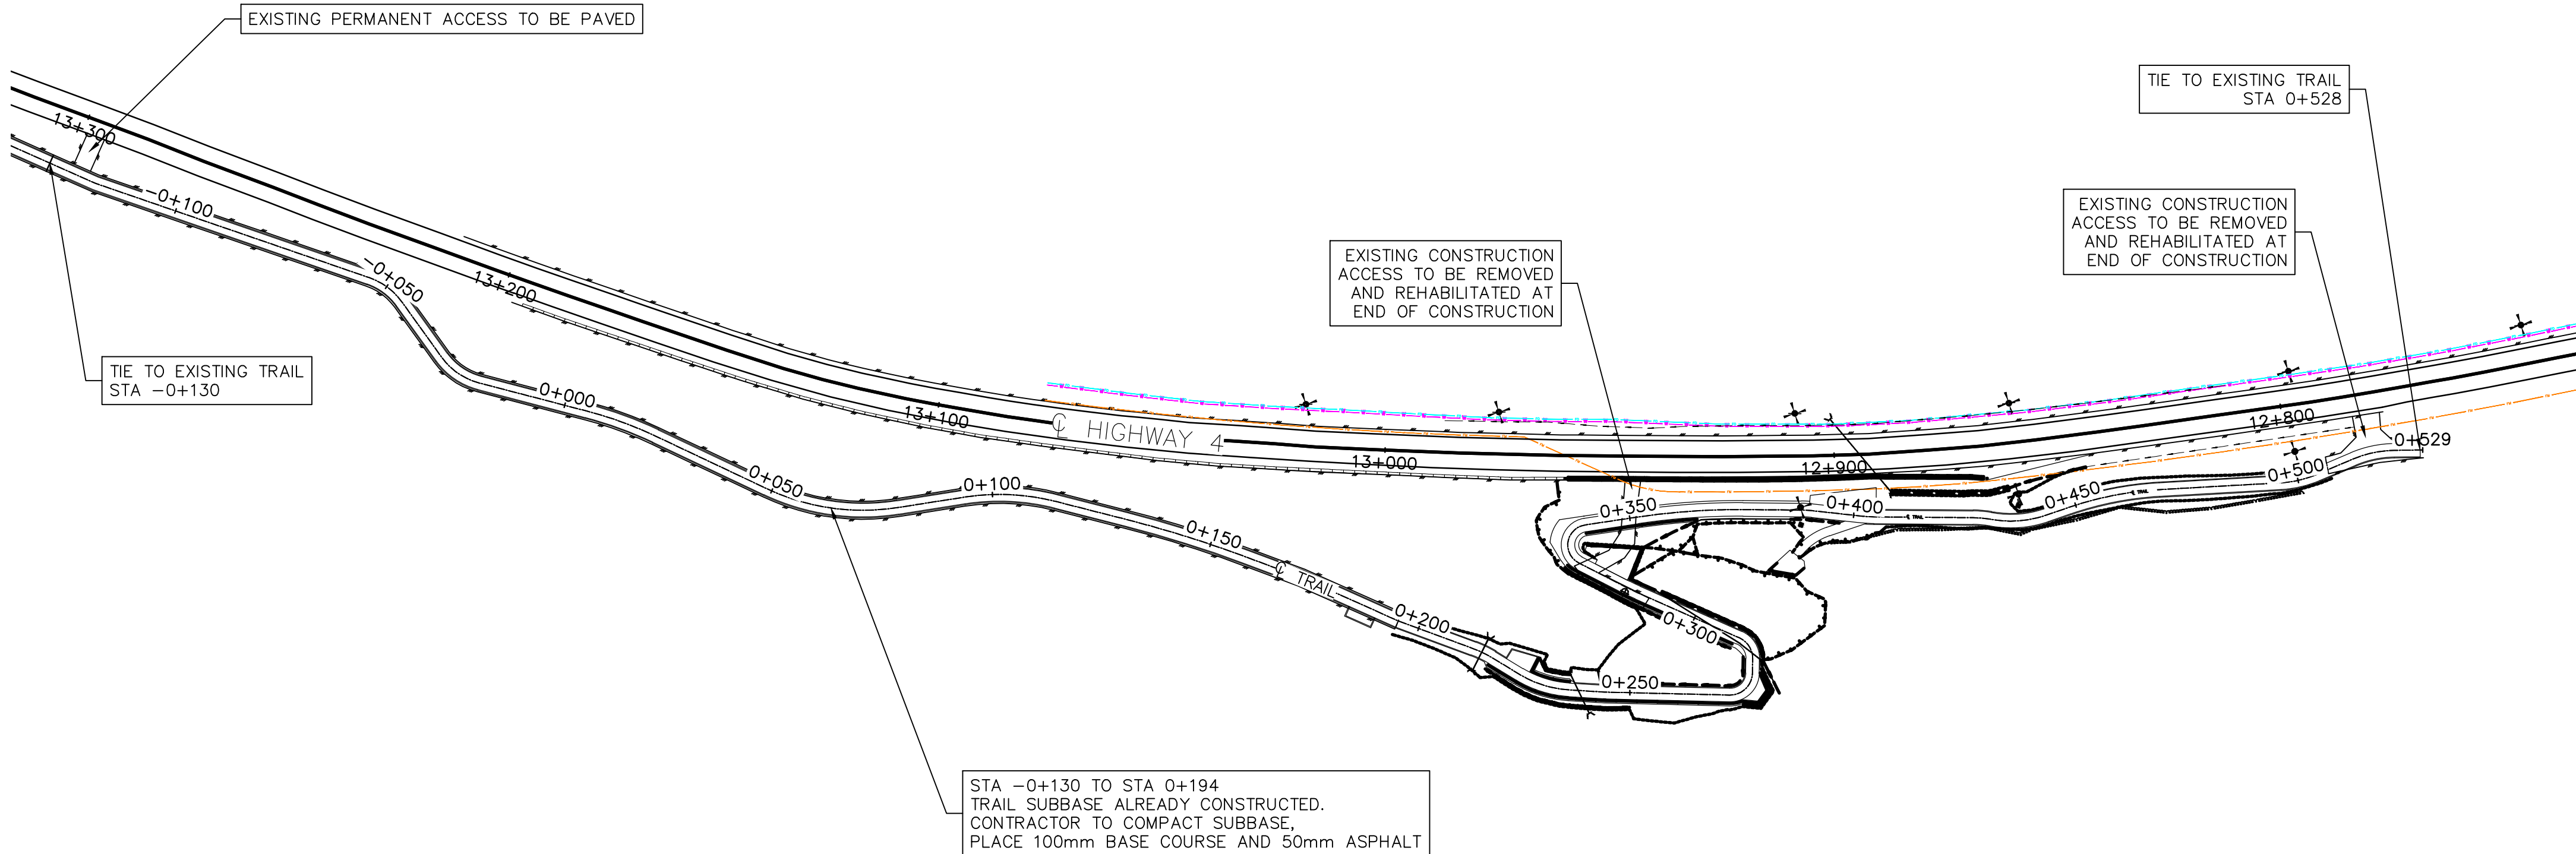 EXISTING PERMANENT ACCESS TO BE PAVED
TIE TO EXISTING TRAIL
STA 0+528
13+300
-0+100
EXISTING CONSTRUCTION
ACCESS TO BE REMOVED
AND REHABILITATED AT
END OF CONSTRUCTION
EXISTING CONSTRUCTION
ACCESS TO BE REMOVED
AND REHABILITATED AT
END OF CONSTRUCTION
-0+050
13+200
TIE TO EXISTING TRAIL
STA -0+130
0+000
13+100
℄ HIGHWAY 4
13+000
12+900
12+800
0+529
0+050
0+100
0+150
℄ TRAIL
0+200
0+250
0+300
0+350
0+400
℄ TRAIL
0+450
℄ TRAIL
0+500
STA -0+130 TO STA 0+194
TRAIL SUBBASE ALREADY CONSTRUCTED.
CONTRACTOR TO COMPACT SUBBASE,
PLACE 100mm BASE COURSE AND 50mm ASPHALT